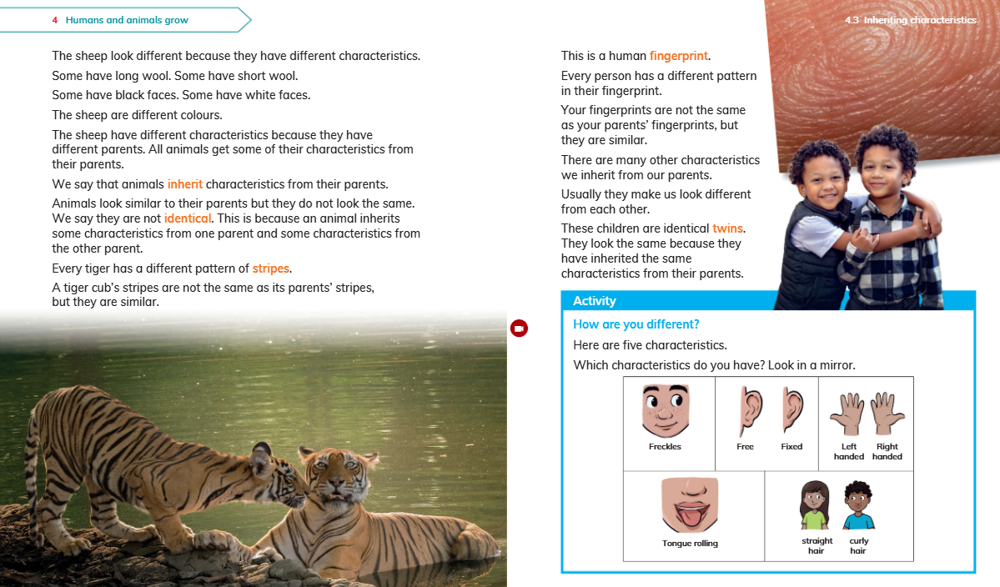 4 Humans and animals grow
The sheep look different because they have different characteristics.
Some have long wool. Some have short wool.
Some have black faces. Some have white faces.
The sheep are different colours.
The sheep have different characteristics because they have
different parents. All animals get some of their characteristics from
their parents.
We say that animals inherit characteristics from their parents.
Animals look similar to their parents but they do not look the same.
We say they are not identical. This is because an animal inherits
some characteristics from one parent and some characteristics from
the other parent.
Every tiger has a different pattern of stripes.
A tiger cub’s stripes are not the same as its parents’ stripes,
but they are similar.
4.3 Inheriting characteristics
This is a human fingerprint.
Every person has a different pattern
in their fingerprint.
Your fingerprints are not the same
as your parents’ fingerprints, but
they are similar.
There are many other characteristics
we inherit from our parents.
Usually they make us look different
from each other.
These children are identical twins.
They look the same because they
have inherited the same
characteristics from their parents.
Activity
How are you different?
Here are five characteristics.
Which characteristics do you have? Look in a mirror.
Freckles
Free
Fixed
Left
handed
Right
handed
Tongue rolling
straight
hair
curly
hair